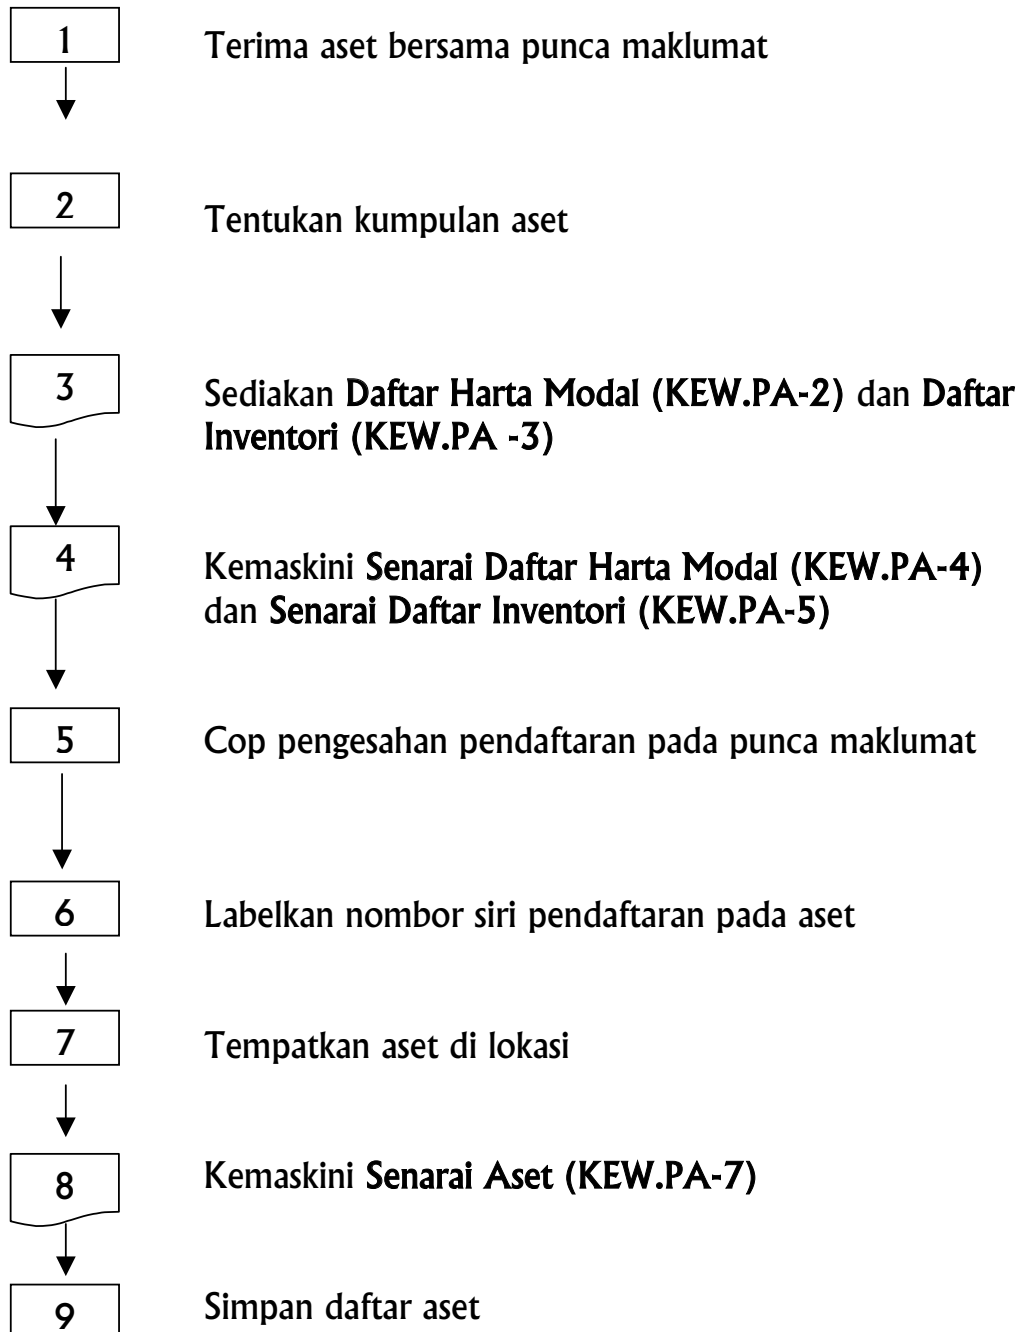 1 Terima aset bersama punca maklumat
2 Tentukan kumpulan aset
3 Sediakan Daftar Harta Modal (KEW.PA-2) dan Daftar
Inventori (KEW.PA -3)
4 Kemaskini Senarai Daftar Harta Modal (KEW.PA-4)
dan Senarai Daftar Inventori (KEW.PA-5)
5 Cop pengesahan pendaftaran pada punca maklumat
6 Labelkan nombor siri pendaftaran pada aset
7 Tempatkan aset di lokasi
8 Kemaskini Senarai Aset (KEW.PA-7)
9 Simpan daftar aset